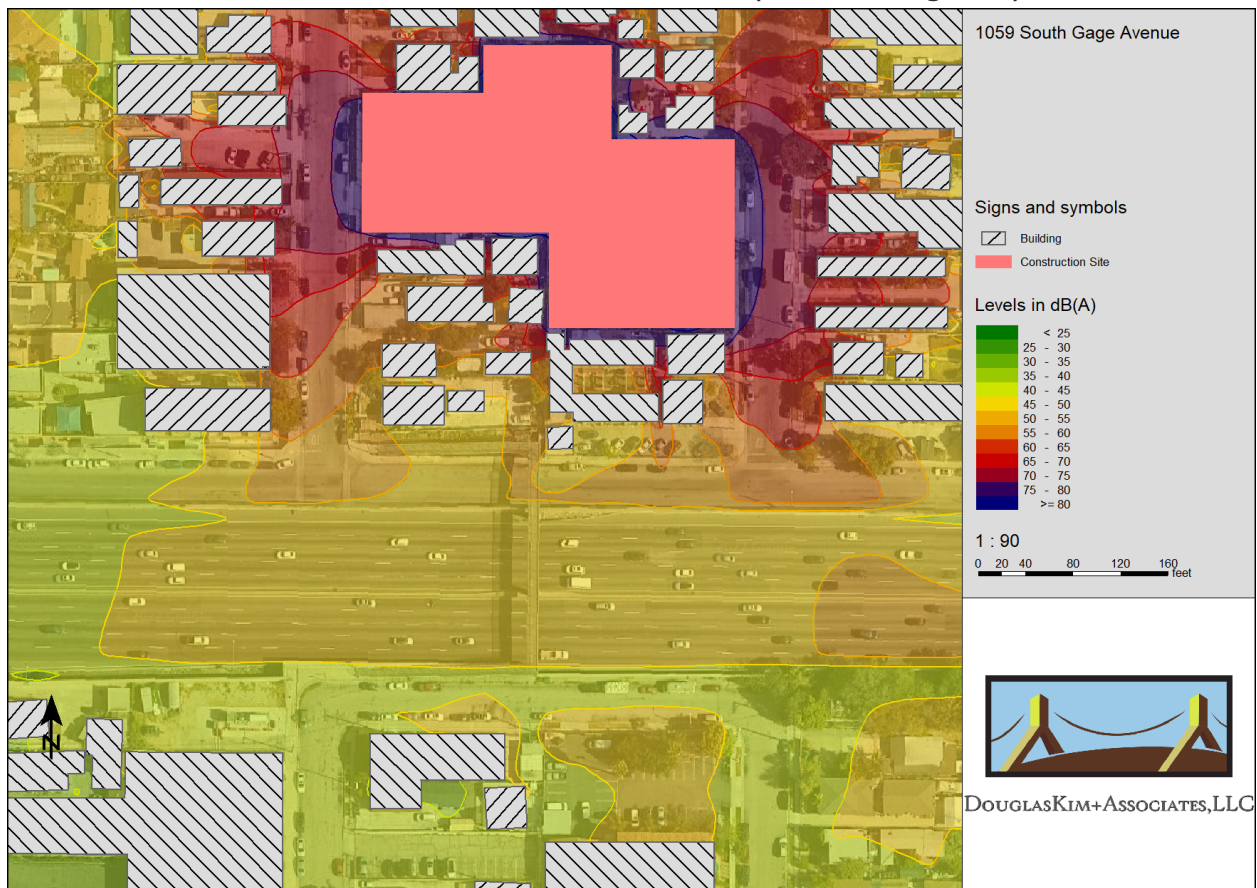 1059 South Gage Avenue
Signs and symbols
Building
Construction Site
Levels in dB(A)
< 25
25 - 30
30 - 35
35 - 40
40 - 45
45 - 50
50 - 55
55 - 60
60 - 65
65 - 70
70 - 75
75 - 80
>= 80
1 : 90
0 20 40 80 120 160
feet
N
DOUGLASKIM+ASSOCIATES,LLC